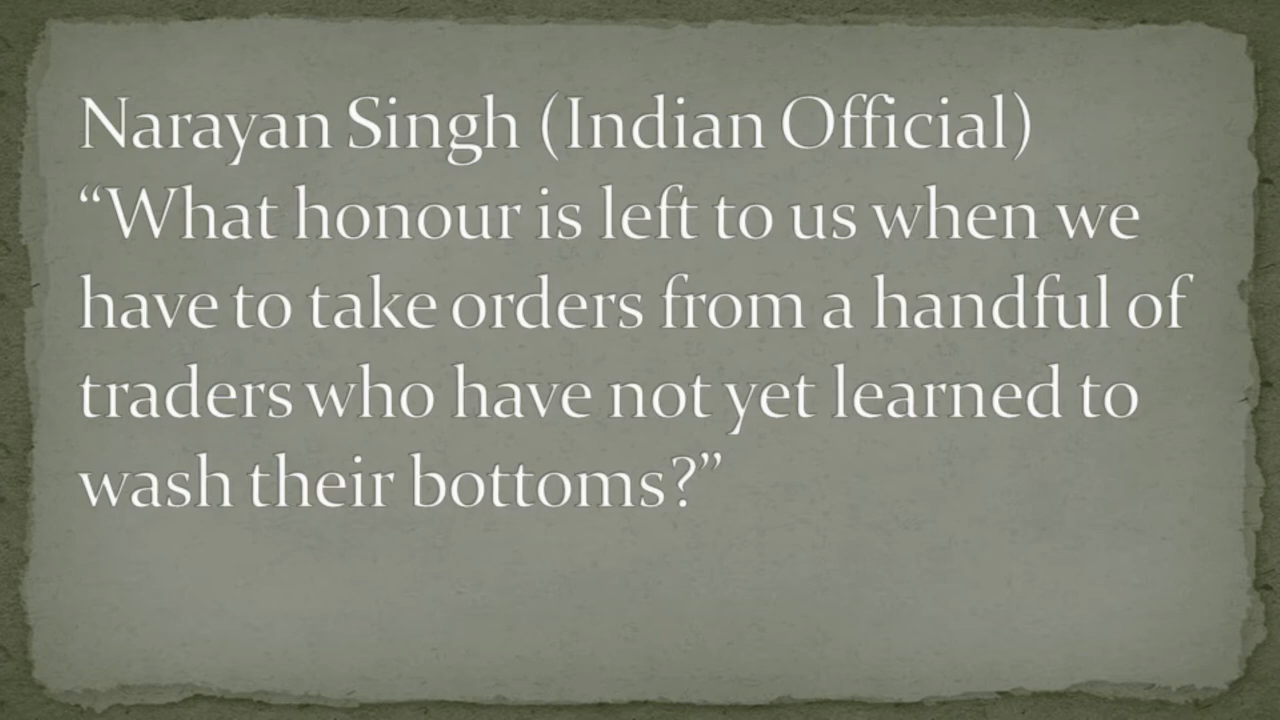 Narayan Singh (Indian Official)
“What honour is left to us when we
have to take orders from a handful of
traders who have not yet learned to
wash their bottoms?”